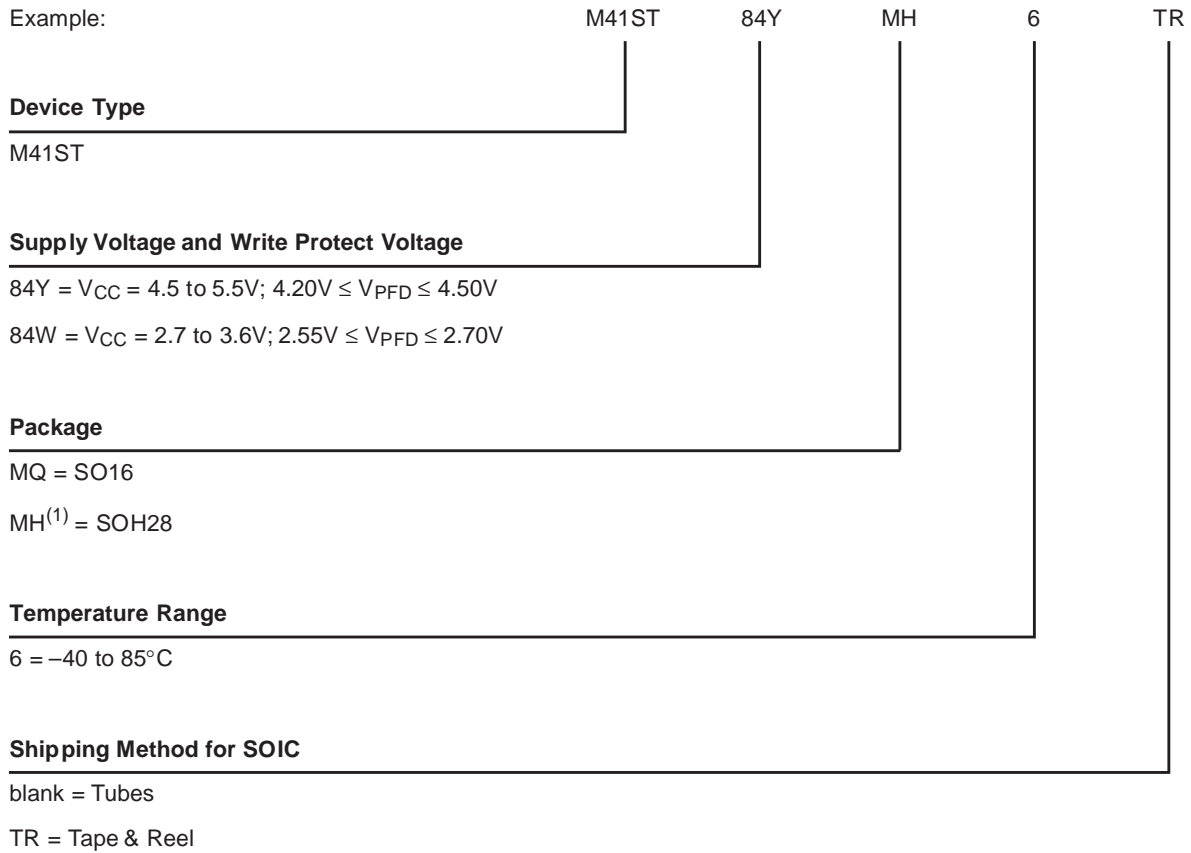 Example: M41ST 84Y MH 6 TR
Device Type
M41ST
Supply Voltage and Write Protect Voltage
84Y = VCC = 4.5 to 5.5V; 4.20V ≤ VPFD ≤ 4.50V
84W = VCC = 2.7 to 3.6V; 2.55V ≤ VPFD ≤ 2.70V
Package
MQ = SO16
MH(1) = SOH28
Temperature Range
6 = –40 to 85°C
Shipping Method for SOIC
blank = Tubes
TR = Tape & Reel